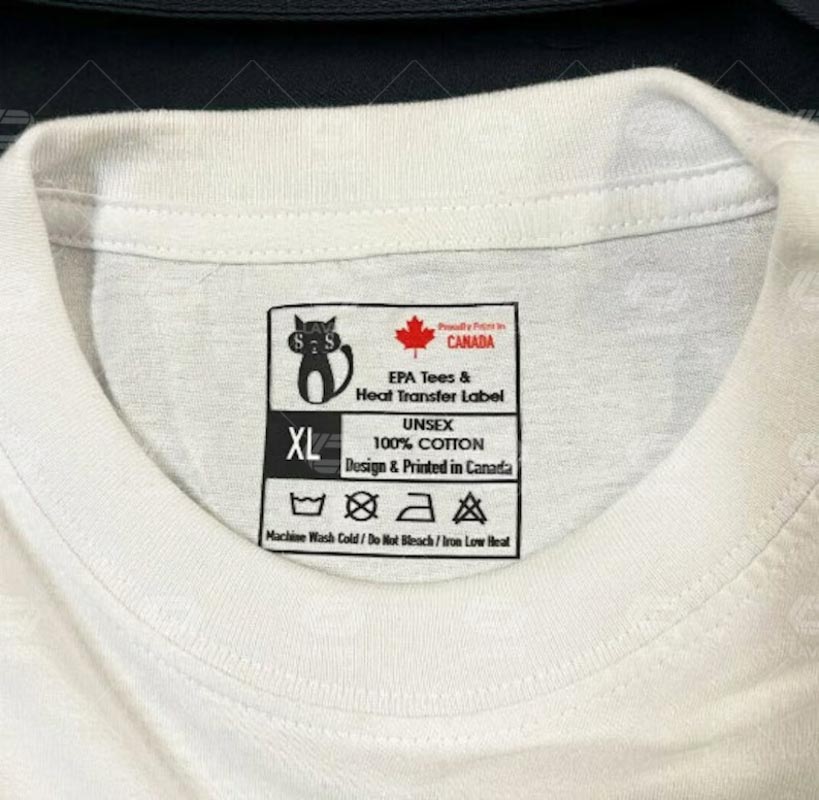 Proudly Print in
CANADA
EPA Tees &
Heat Transfer Label
XL
UNSEX
100% COTTON
Design & Printed in Canada
Machine Wash Cold / Do Not Bleach / Iron Low Heat